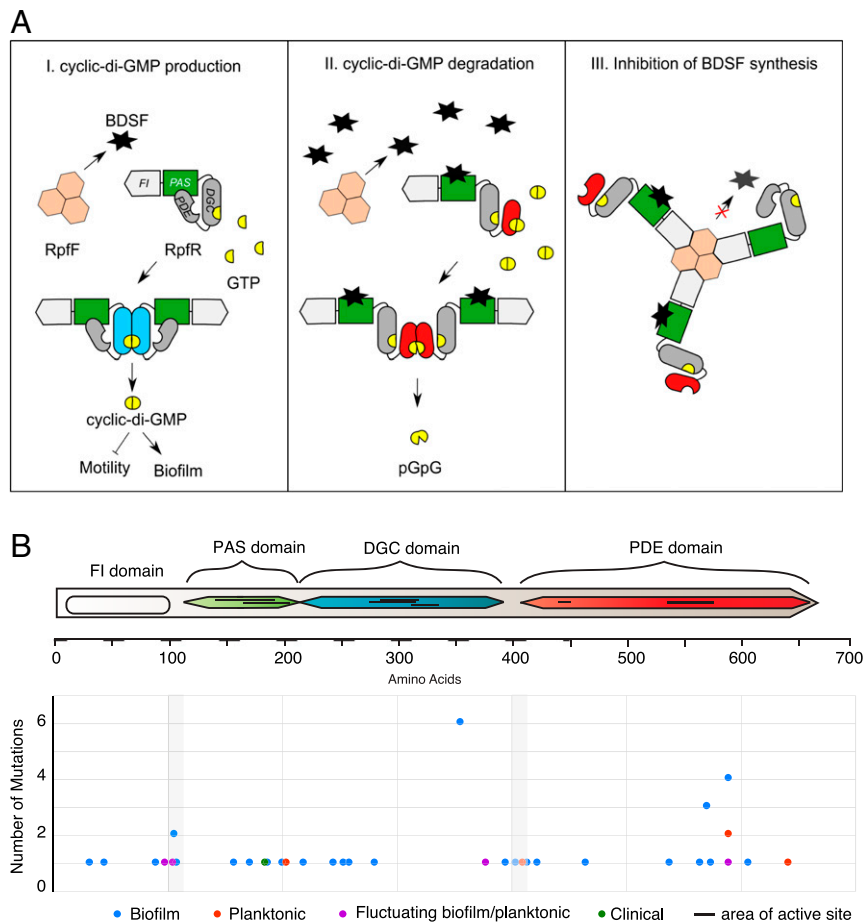 A
I. cyclic-di-GMP production
BDSF
FI
PAS
PDE
DGC
RpfF
RpfR
GTP
cyclic-di-GMP
Motility
Biofilm
II. cyclic-di-GMP degradation
pGpG
III. Inhibition of BDSF synthesis
B
FI domain
PAS domain
DGC domain
PDE domain
0 100 200 300 400 500 600 700
Amino Acids
Number of Mutations
6
4
2
0
Biofilm
Planktonic
Fluctuating biofilm/planktonic
Clinical
area of active site